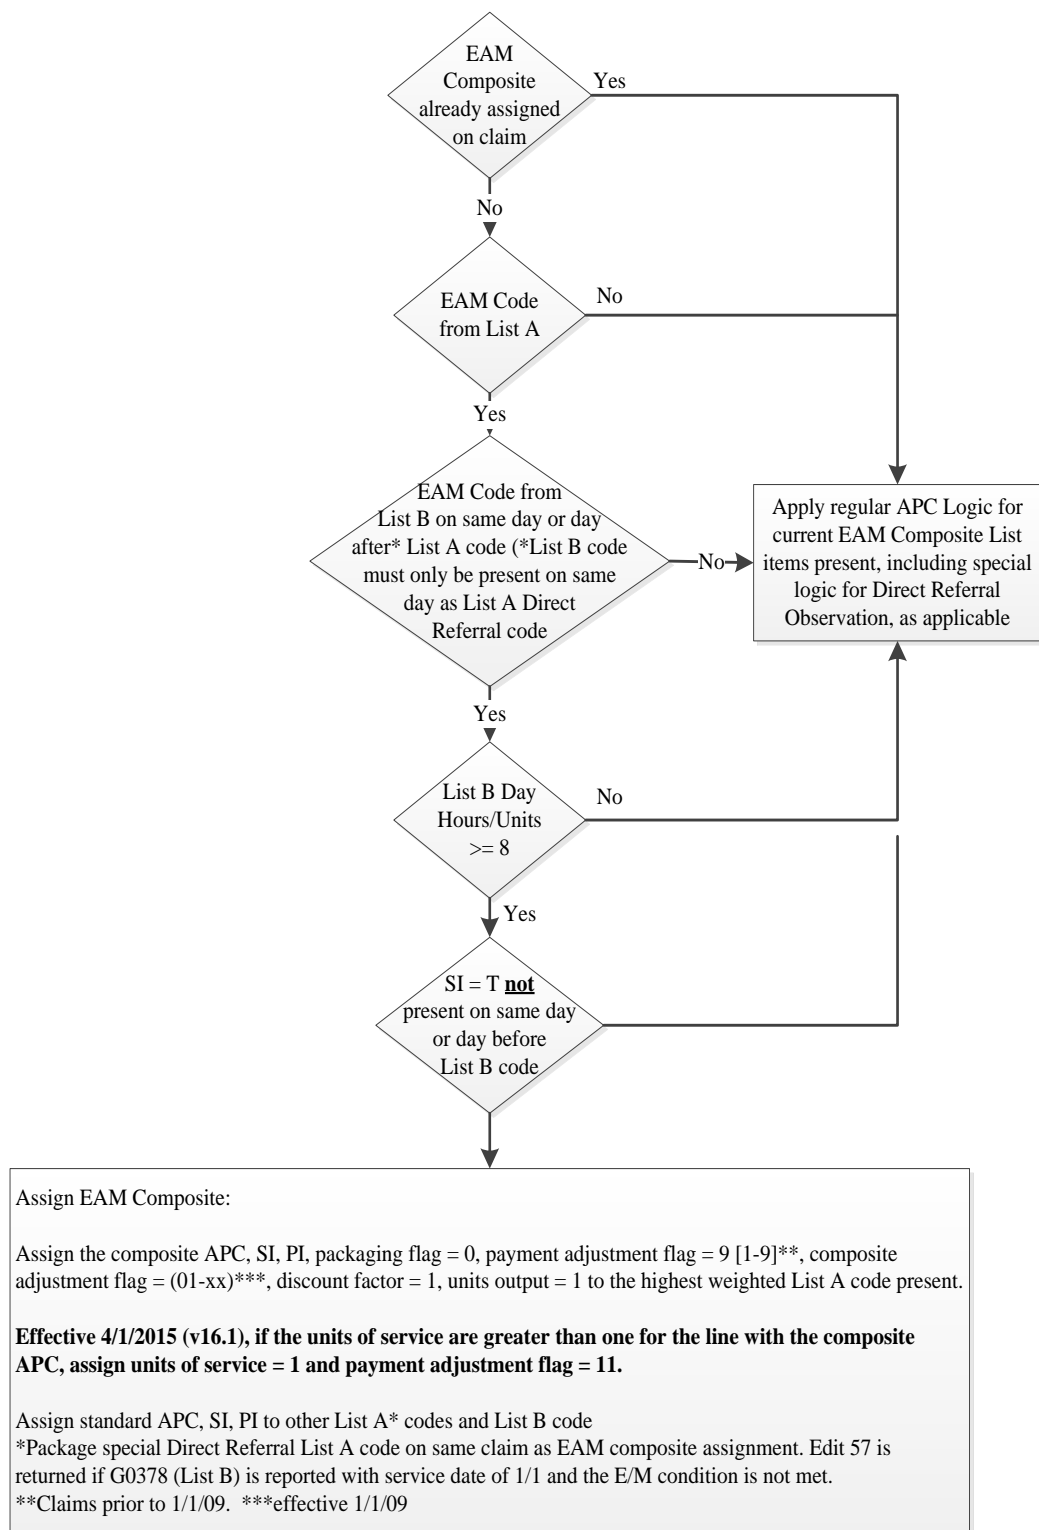 EAM
Composite
already assigned
on claim
Yes
No
EAM Code
from List A
No
Yes
EAM Code from
List B on same day or day
after* List A code (*List B code
must only be present on same
day as List A Direct
Referral code
No
Apply regular APC Logic for
current EAM Composite List
items present, including special
logic for Direct Referral
Observation, as applicable
Yes
List B Day
Hours/Units
>= 8
No
Yes
SI = T not
present on same day
or day before
List B code
Assign EAM Composite:
Assign the composite APC, SI, PI, packaging flag = 0, payment adjustment flag = 9 [1-9]**, composite
adjustment flag = (01-xx)***, discount factor = 1, units output = 1 to the highest weighted List A code present.
Effective 4/1/2015 (v16.1), if the units of service are greater than one for the line with the composite
APC, assign units of service = 1 and payment adjustment flag = 11.
Assign standard APC, SI, PI to other List A* codes and List B code
*Package special Direct Referral List A code on same claim as EAM composite assignment. Edit 57 is
returned if G0378 (List B) is reported with service date of 1/1 and the E/M condition is not met.
**Claims prior to 1/1/09.  ***effective 1/1/09